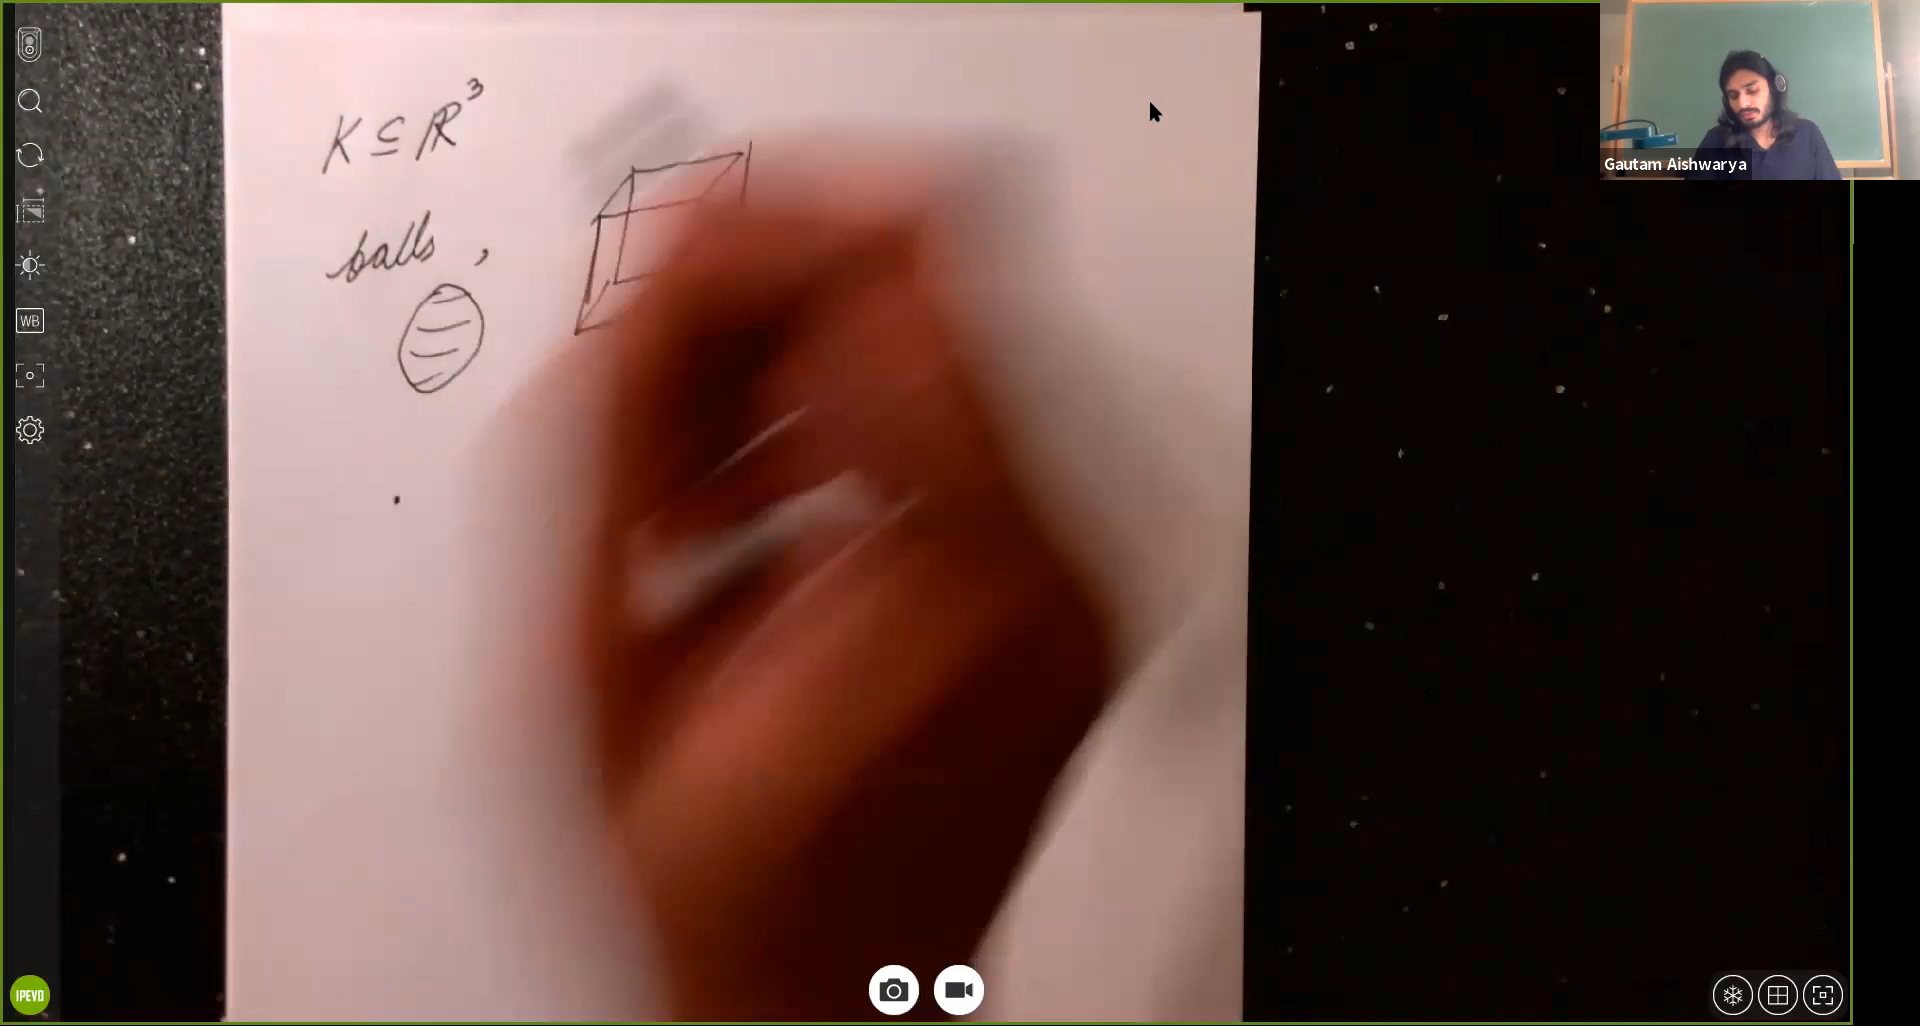 K ⊆ ℝ³
balls ,
Gautam Aishwarya
WB
IPEVO